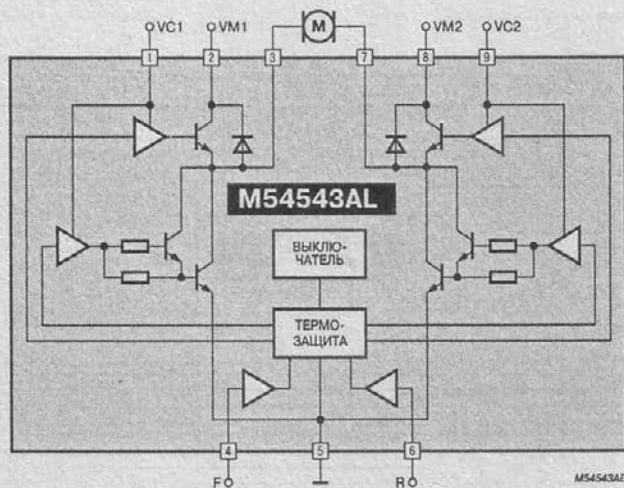 VC1 VM1 M VM2 VC2
1 2 3 7 8 9
M54543AL
ВЫКЛЮ-
ЧАТЕЛЬ
ТЕРМО-
ЗАЩИТА
4 5 6
F R